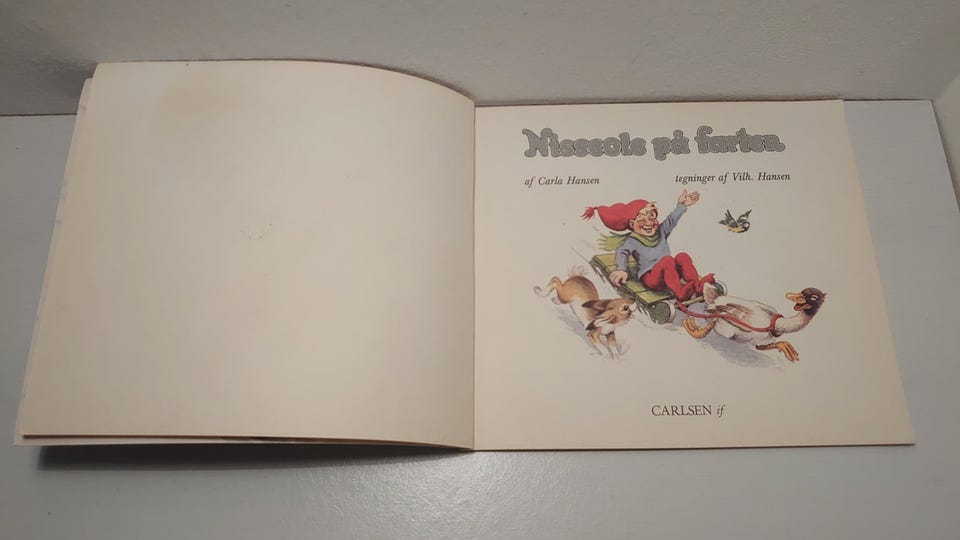 Nisseole på farten
af Carla Hansen
tegninger af Vilh. Hansen
CARLSEN if